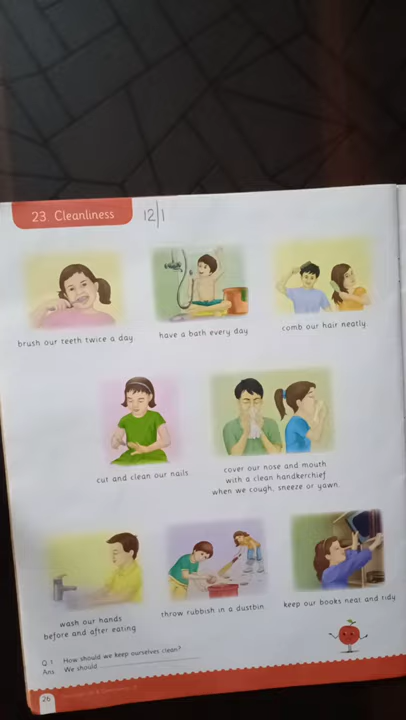 23 Cleanliness
12/1
brush our teeth twice a day
have a bath every day
comb our hair neatly
cut and clean our nails
cover our nose and mouth
with a clean handkerchief
when we cough, sneeze or yawn
wash our hands
before and after eating
throw rubbish in a dustbin
keep our books neat and tidy
Q.1 How should we keep ourselves clean?
Ans. We should
26